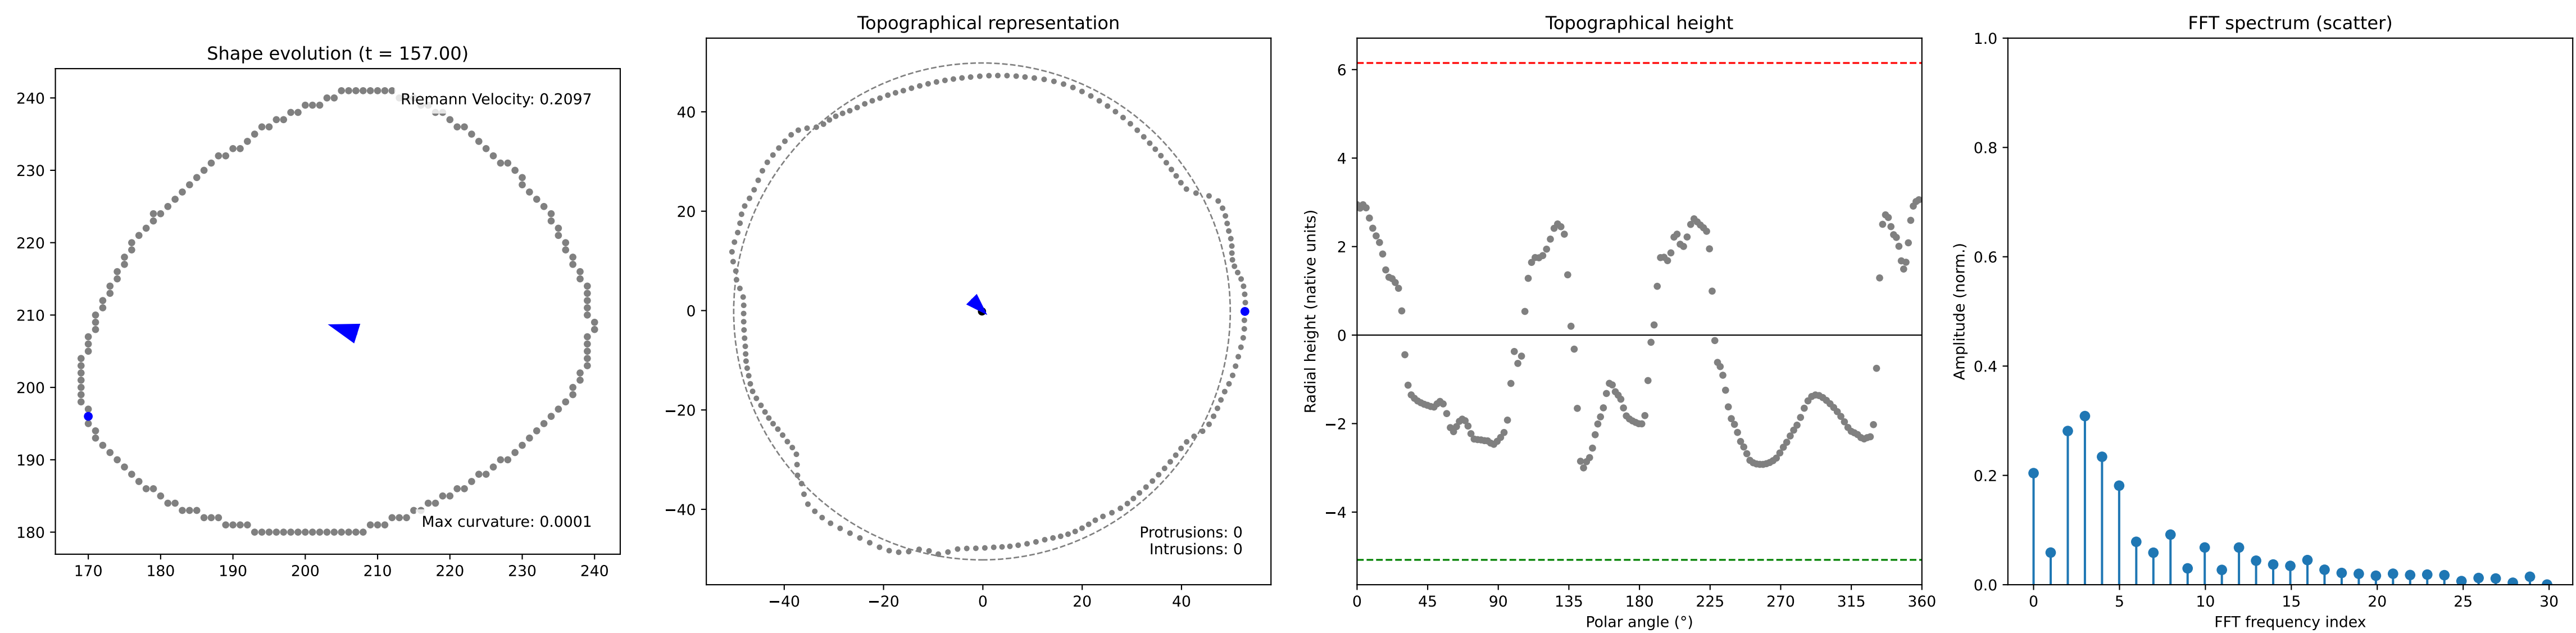 Shape evolution (t = 157.00)
Riemann Velocity: 0.2097
Max curvature: 0.0001
240
230
220
210
200
190
180
170 180 190 200 210 220 230 240
Topographical representation
40
20
0
−20
−40
−40 −20 0 20 40
Protrusions: 0
Intrusions: 0
Topographical height
Radial height (native units)
6
4
2
0
−2
−4
0 45 90 135 180 225 270 315 360
Polar angle (°)
FFT spectrum (scatter)
Amplitude (norm.)
1.0
0.8
0.6
0.4
0.2
0.0
0 5 10 15 20 25 30
FFT frequency index